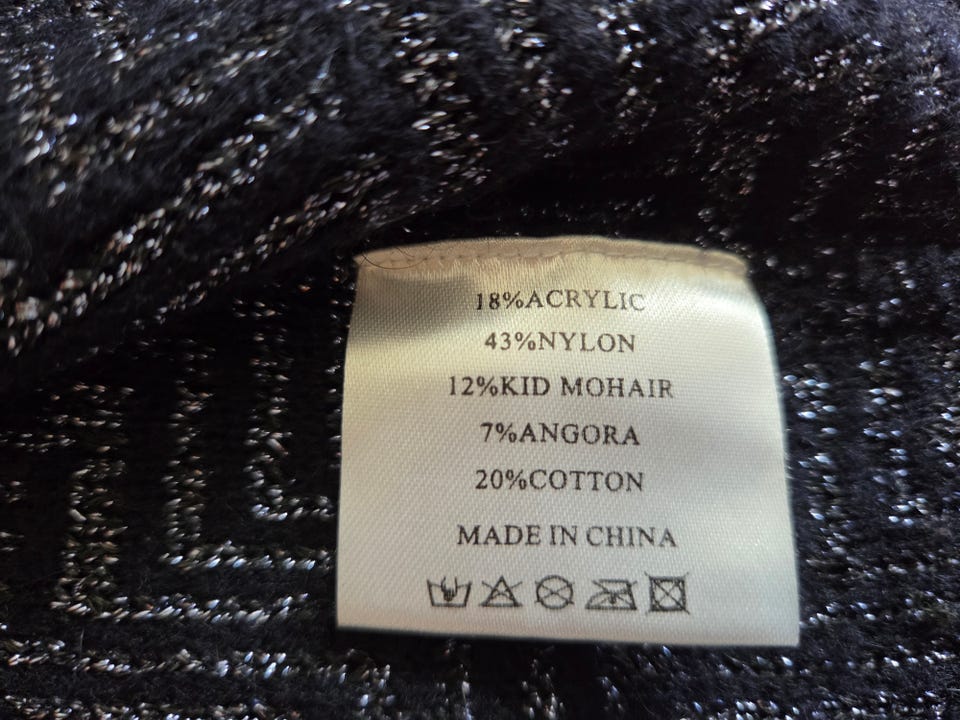 18%ACRYLIC
43%NYLON
12%KID MOHAIR
7%ANGORA
20%COTTON
MADE IN CHINA